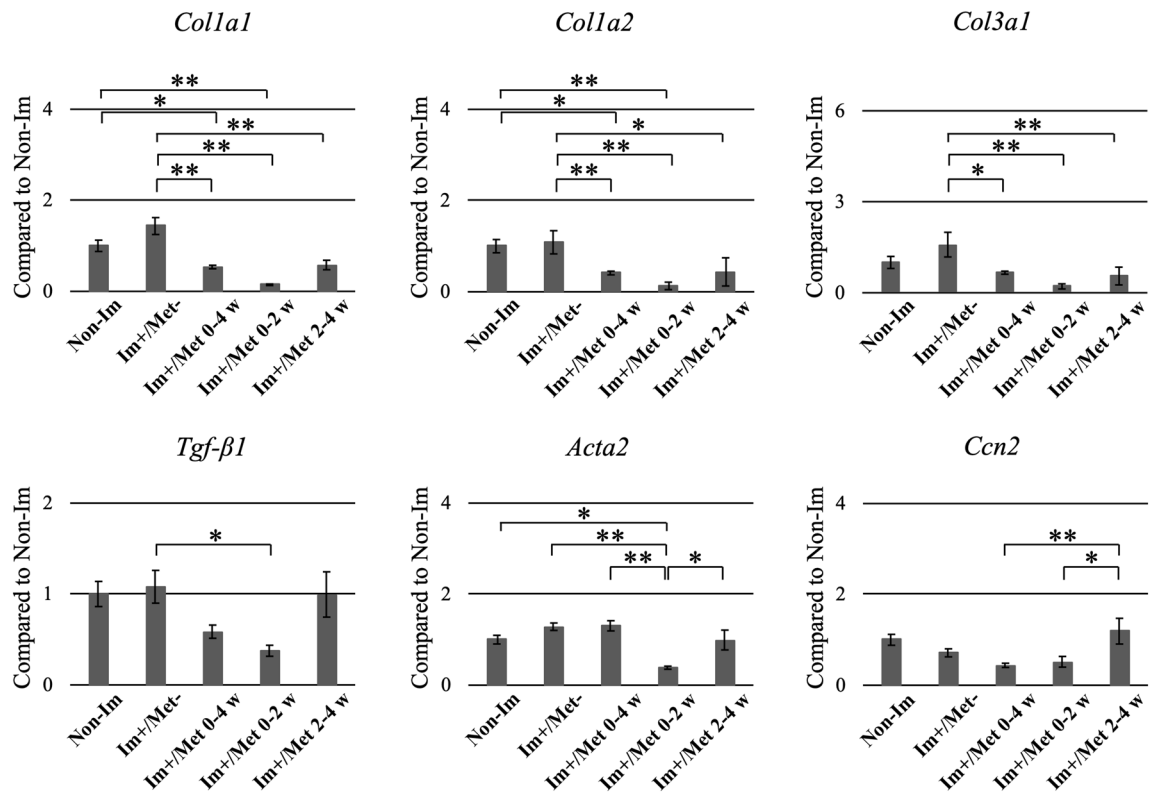 Col1a1
Compared to Non-Im
4
2
0
**
*
**
**
**
Non-Im
Im+/Met-
Im+/Met 0-4 w
Im+/Met 0-2 w
Im+/Met 2-4 w
Col1a2
Compared to Non-Im
4
2
0
**
*
*
**
**
Non-Im
Im+/Met-
Im+/Met 0-4 w
Im+/Met 0-2 w
Im+/Met 2-4 w
Col3a1
Compared to Non-Im
6
3
0
**
**
*
Non-Im
Im+/Met-
Im+/Met 0-4 w
Im+/Met 0-2 w
Im+/Met 2-4 w
Tgf-β1
Compared to Non-Im
2
1
0
*
Non-Im
Im+/Met-
Im+/Met 0-4 w
Im+/Met 0-2 w
Im+/Met 2-4 w
Acta2
Compared to Non-Im
4
2
0
*
**
**
*
Non-Im
Im+/Met-
Im+/Met 0-4 w
Im+/Met 0-2 w
Im+/Met 2-4 w
Ccn2
Compared to Non-Im
4
2
0
**
*
Non-Im
Im+/Met-
Im+/Met 0-4 w
Im+/Met 0-2 w
Im+/Met 2-4 w